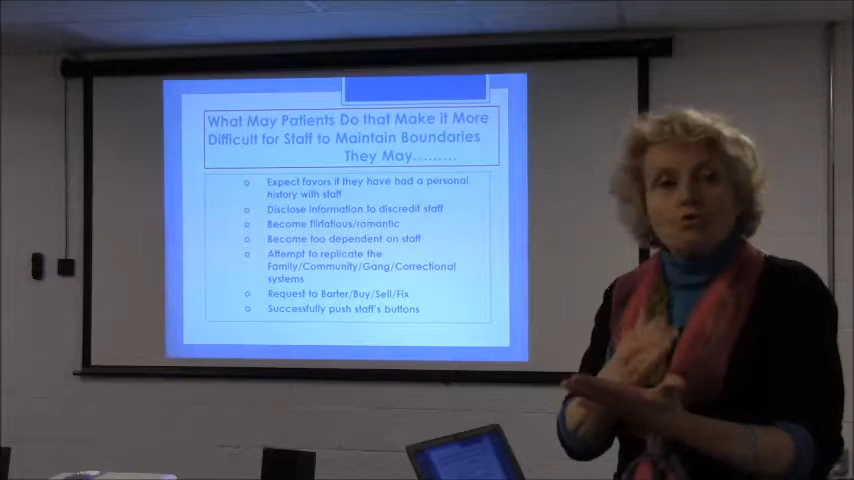 What May Patients Do that Make it More
Difficult for Staff to Maintain Boundaries
They May.........
Expect favors if they have had a personal
history with staff
Disclose information to discredit staff
Become flirtatious/romantic
Become too dependent on staff
Attempt to replicate the
Family/Community/Gang/Correctional
systems
Request to Barter/Buy/Sell/Fix
Successfully push staff's buttons